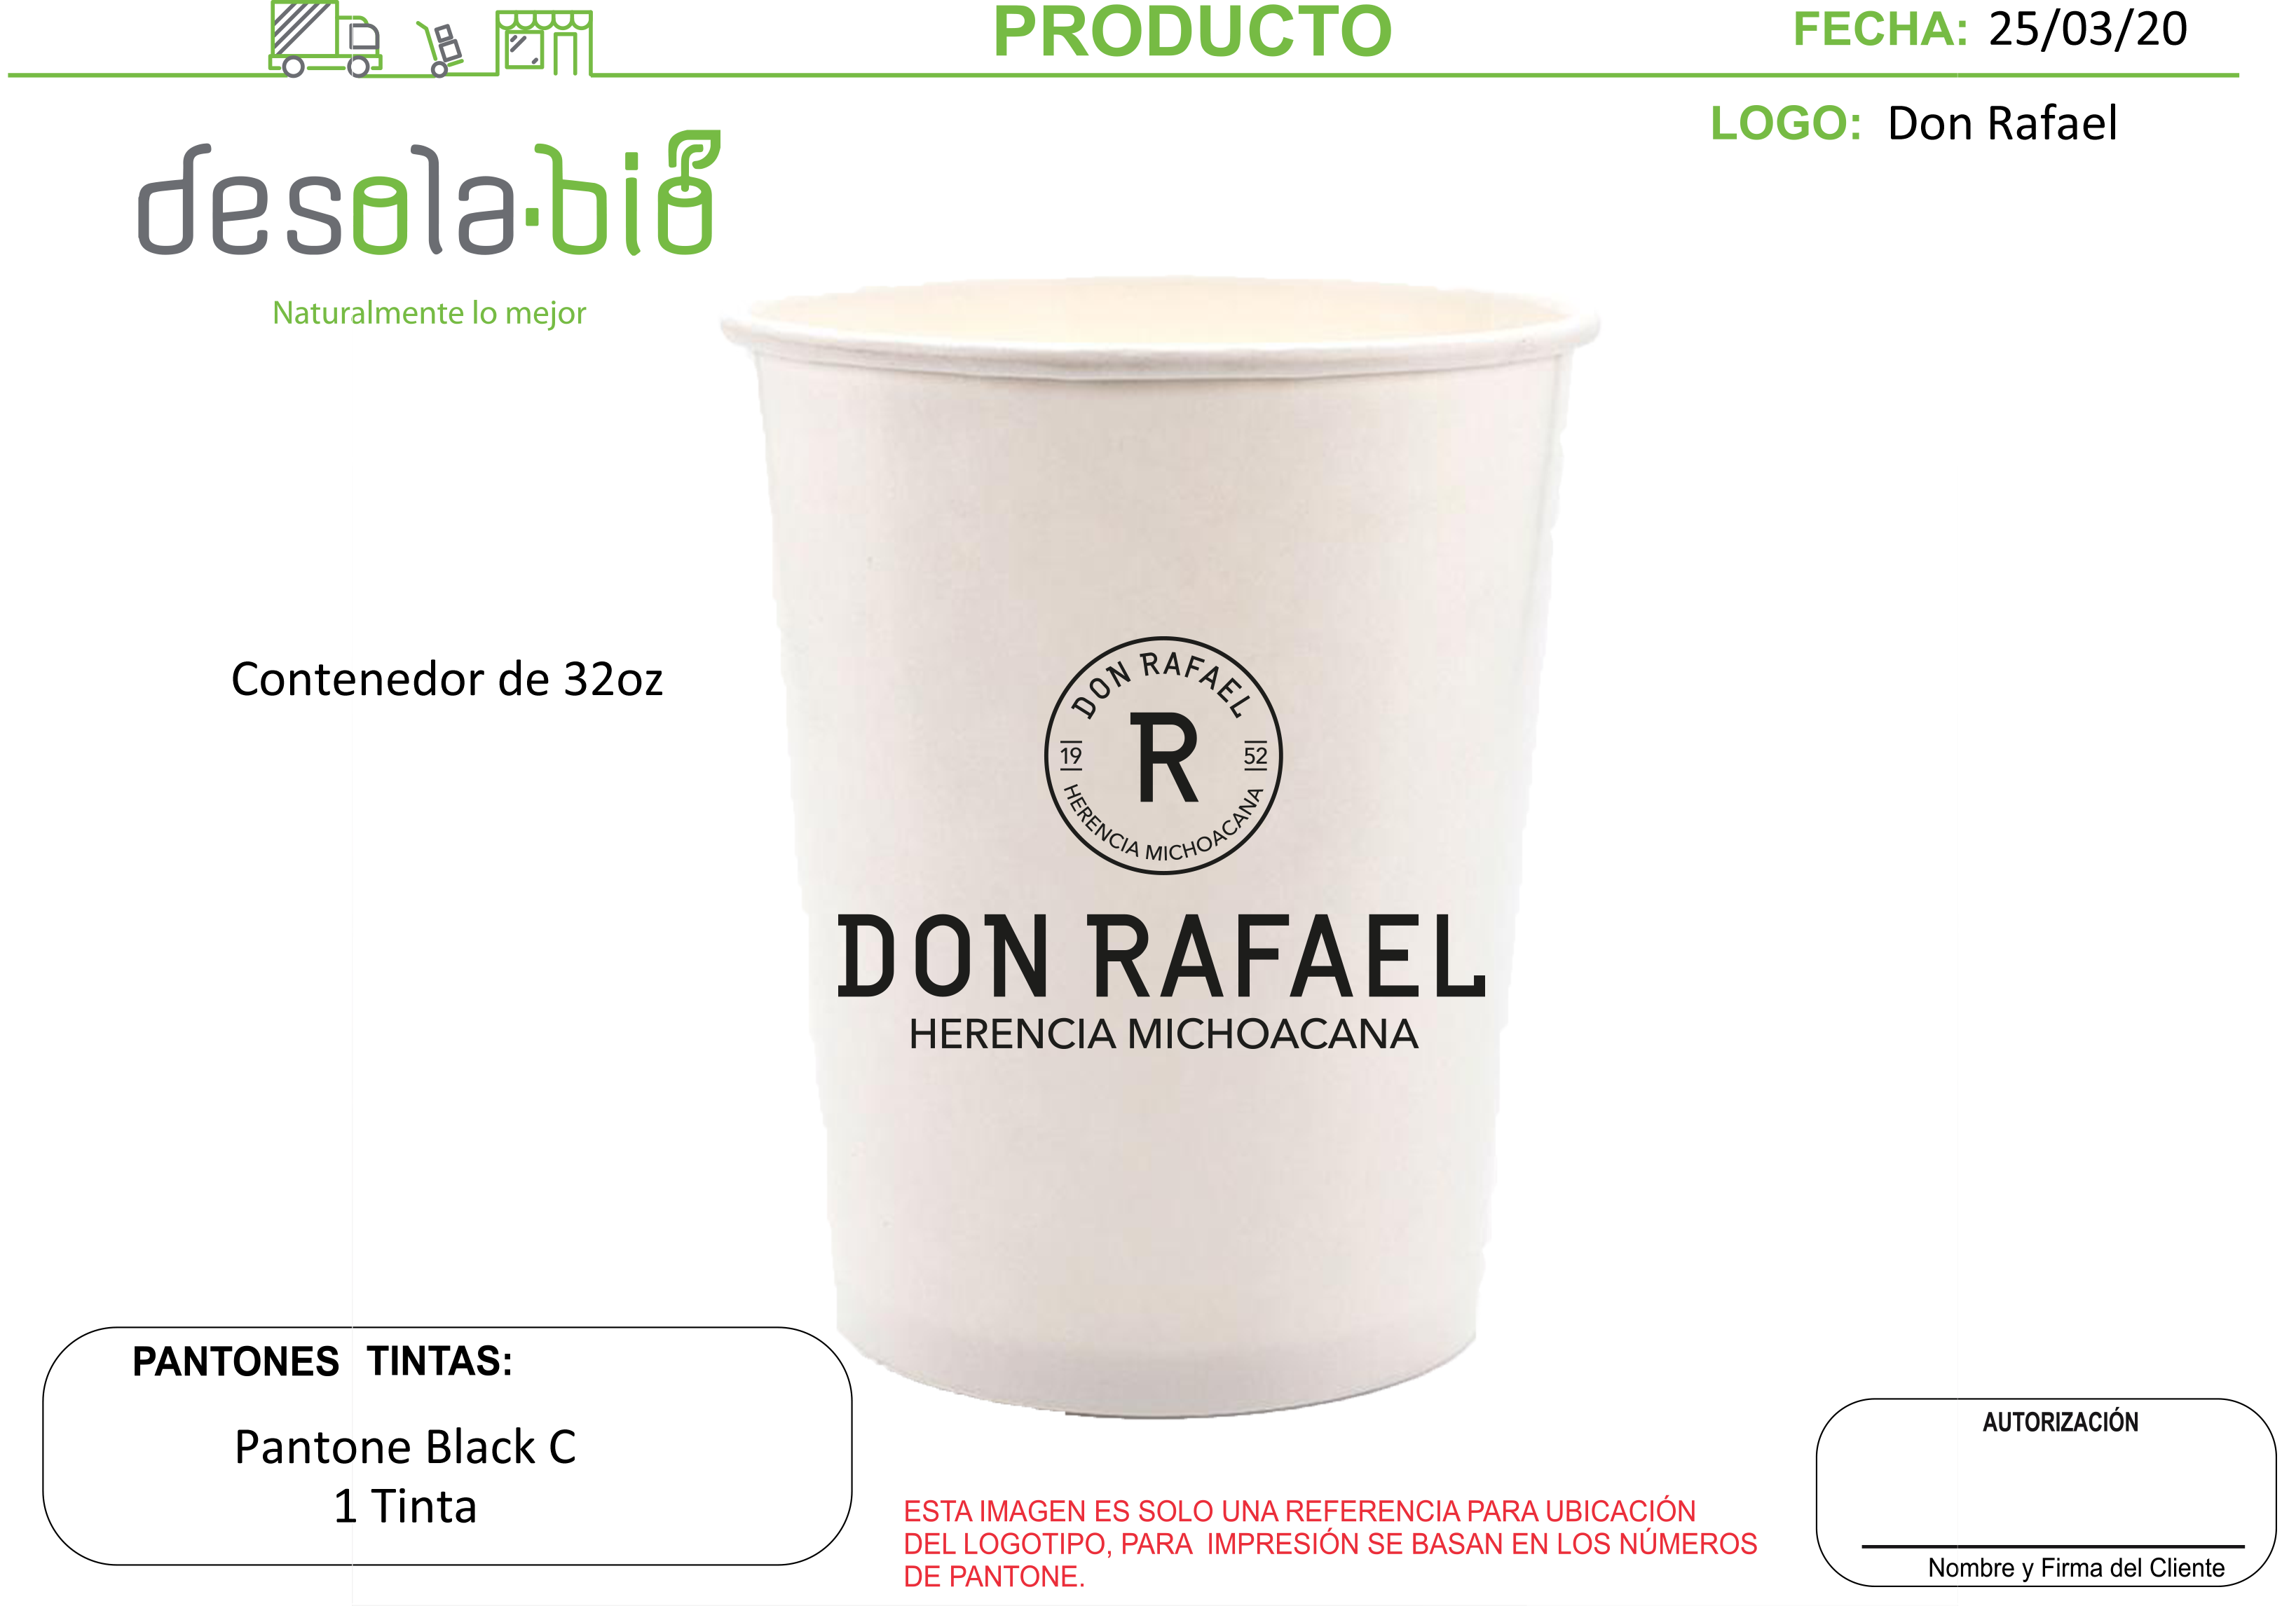 PRODUCTO
FECHA: 25/03/20
LOGO: Don Rafael
desola·bio
Naturalmente lo mejor
Contenedor de 32oz
DON RAFAEL
19 R 52
HERENCIA MICHOACANA
DON RAFAEL
HERENCIA MICHOACANA
PANTONES TINTAS:
Pantone Black C
1 Tinta
ESTA IMAGEN ES SOLO UNA REFERENCIA PARA UBICACIÓN
DEL LOGOTIPO, PARA IMPRESIÓN SE BASAN EN LOS NÚMEROS
DE PANTONE.
AUTORIZACIÓN
Nombre y Firma del Cliente